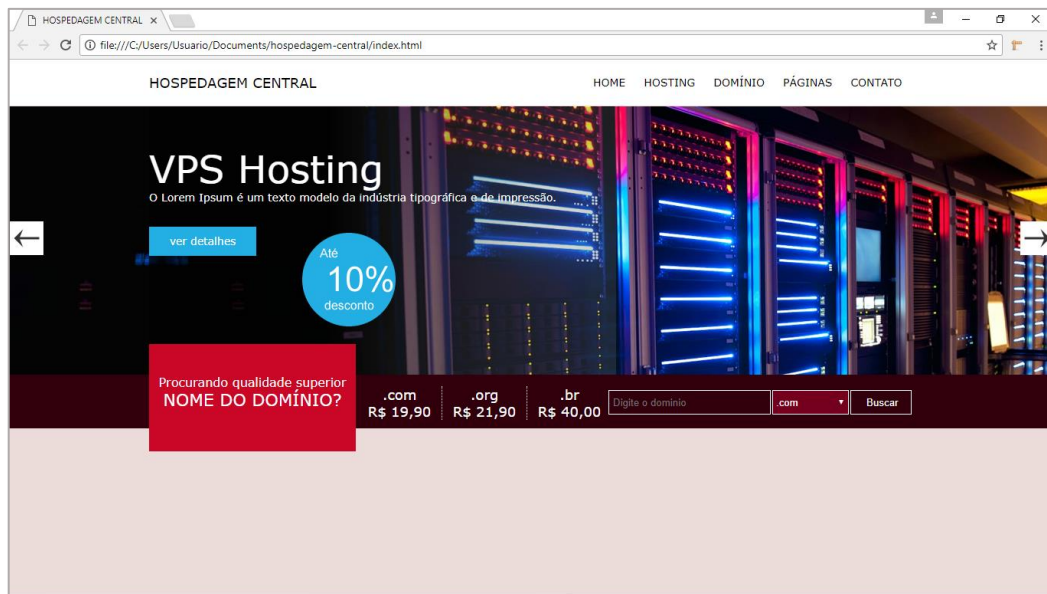 HOSPEDAGEM CENTRAL
file:///C:/Users/Usuario/Documents/hospedagem-central/index.html
HOSPEDAGEM CENTRAL
HOME HOSTING DOMÍNIO PÁGINAS CONTATO
VPS Hosting
O Lorem Ipsum é um texto modelo da indústria tipográfica e de impressão.
ver detalhes
Até
10%
desconto
Procurando qualidade superior
NOME DO DOMÍNIO?
.com
R$ 19,90
.org
R$ 21,90
.br
R$ 40,00
Digite o dominio
.com
Buscar